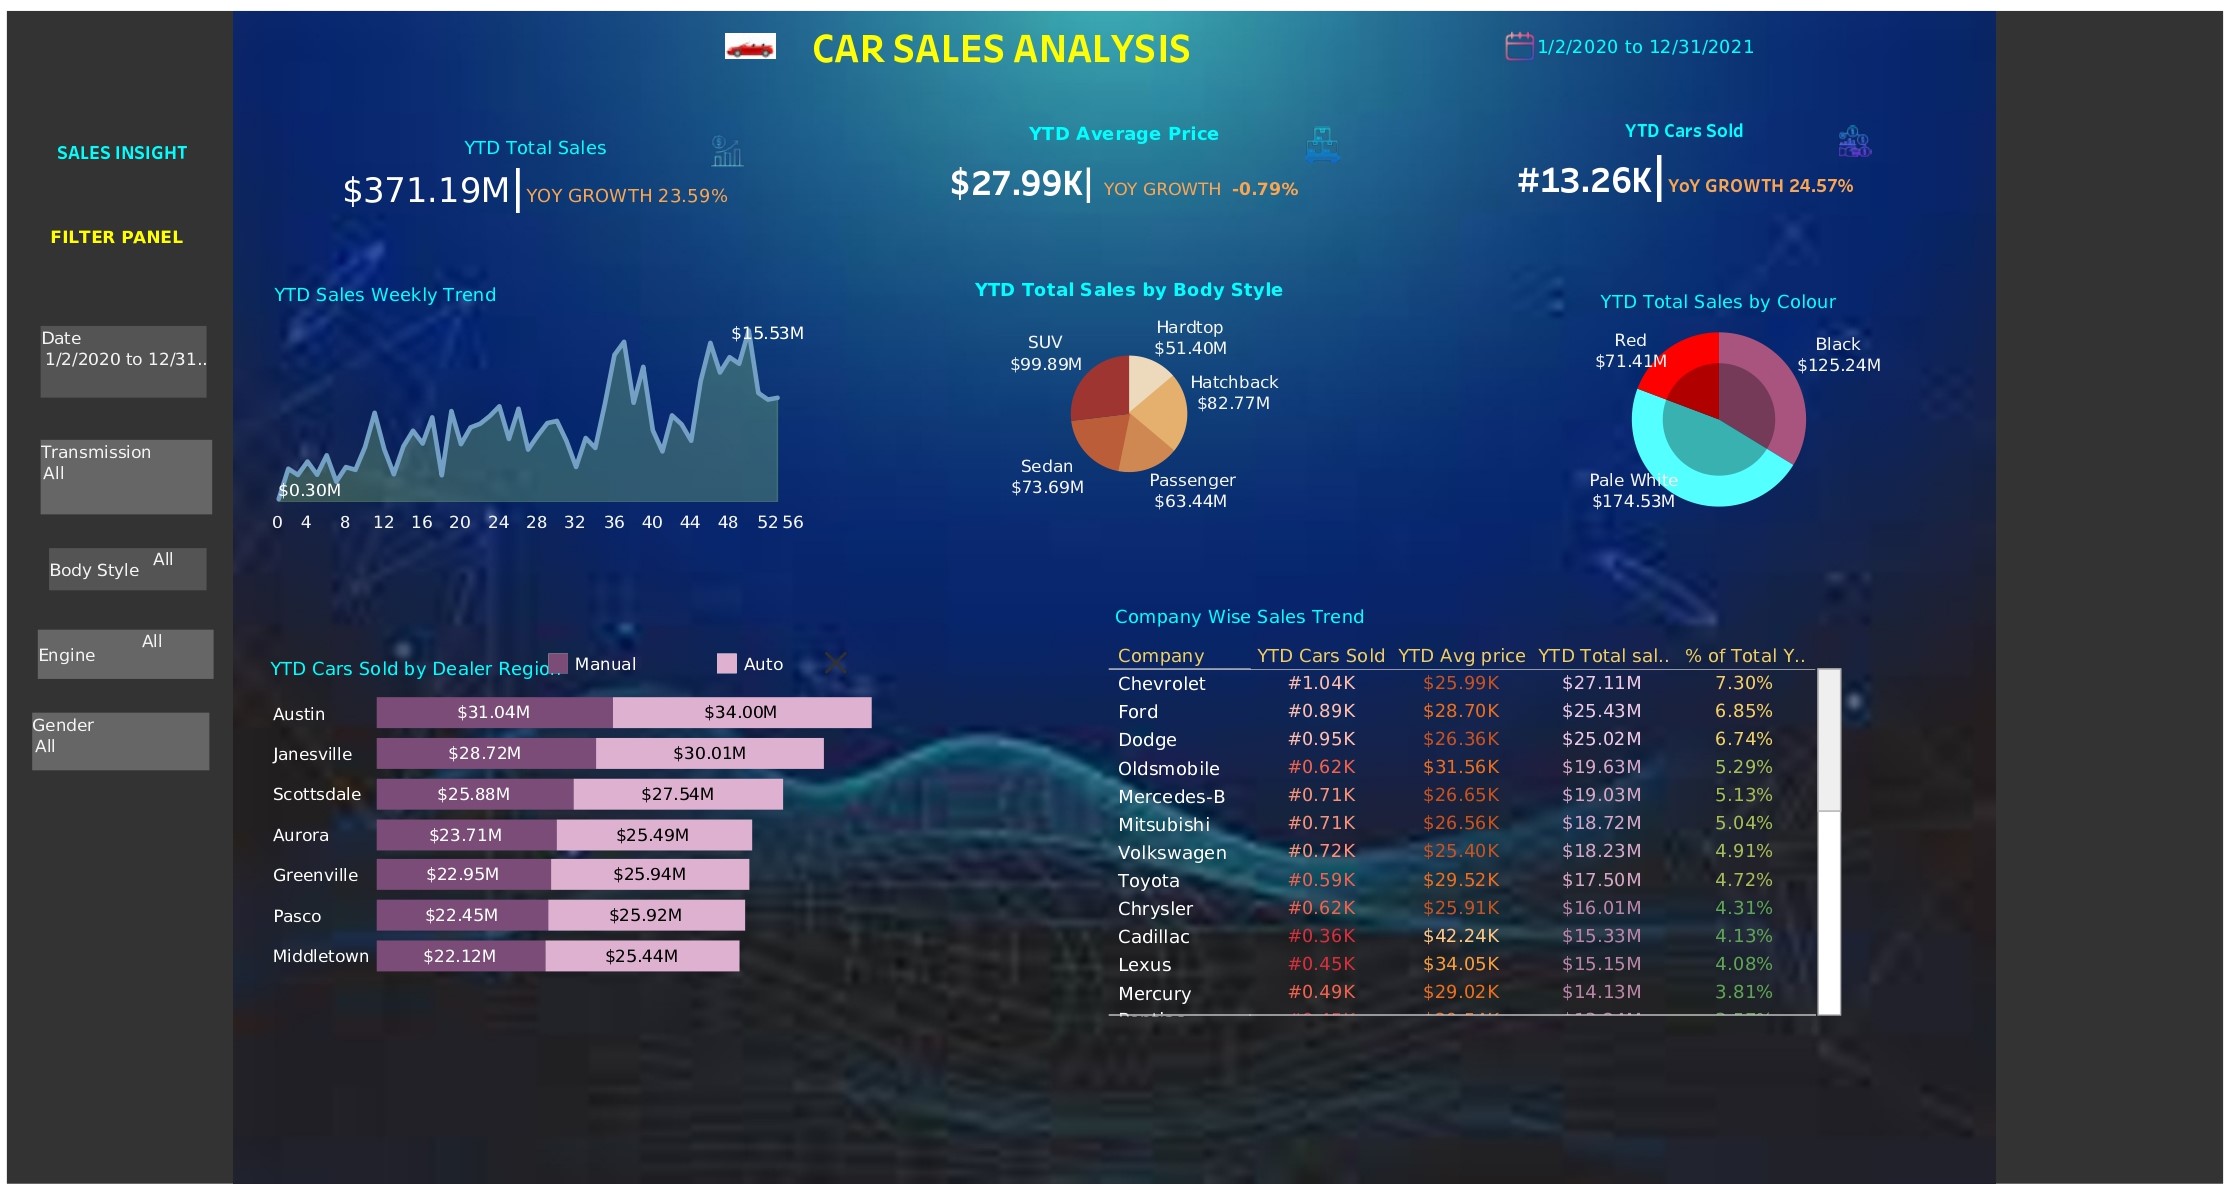 CAR SALES ANALYSIS
1/2/2020 to 12/31/2021
SALES INSIGHT
FILTER PANEL
Date
1/2/2020 to 12/31..
Transmission
All
Body Style All
Engine All
Gender
All
YTD Total Sales
$371.19M YOY GROWTH 23.59%
YTD Average Price
$27.99K YOY GROWTH -0.79%
YTD Cars Sold
#13.26K YoY GROWTH 24.57%
YTD Sales Weekly Trend
$15.53M
$0.30M
0 4 8 12 16 20 24 28 32 36 40 44 48 52 56
YTD Total Sales by Body Style
Hardtop
$51.40M
SUV
$99.89M
Hatchback
$82.77M
Sedan
$73.69M
Passenger
$63.44M
YTD Total Sales by Colour
Red
$71.41M
Black
$125.24M
Pale White
$174.53M
YTD Cars Sold by Dealer Region Manual Auto
Austin $31.04M $34.00M
Janesville $28.72M $30.01M
Scottsdale $25.88M $27.54M
Aurora $23.71M $25.49M
Greenville $22.95M $25.94M
Pasco $22.45M $25.92M
Middletown $22.12M $25.44M
Company Wise Sales Trend
Company YTD Cars Sold YTD Avg price YTD Total sal.. % of Total Y..
Chevrolet #1.04K $25.99K $27.11M 7.30%
Ford #0.89K $28.70K $25.43M 6.85%
Dodge #0.95K $26.36K $25.02M 6.74%
Oldsmobile #0.62K $31.56K $19.63M 5.29%
Mercedes-B #0.71K $26.65K $19.03M 5.13%
Mitsubishi #0.71K $26.56K $18.72M 5.04%
Volkswagen #0.72K $25.40K $18.23M 4.91%
Toyota #0.59K $29.52K $17.50M 4.72%
Chrysler #0.62K $25.91K $16.01M 4.31%
Cadillac #0.36K $42.24K $15.33M 4.13%
Lexus #0.45K $34.05K $15.15M 4.08%
Mercury #0.49K $29.02K $14.13M 3.81%